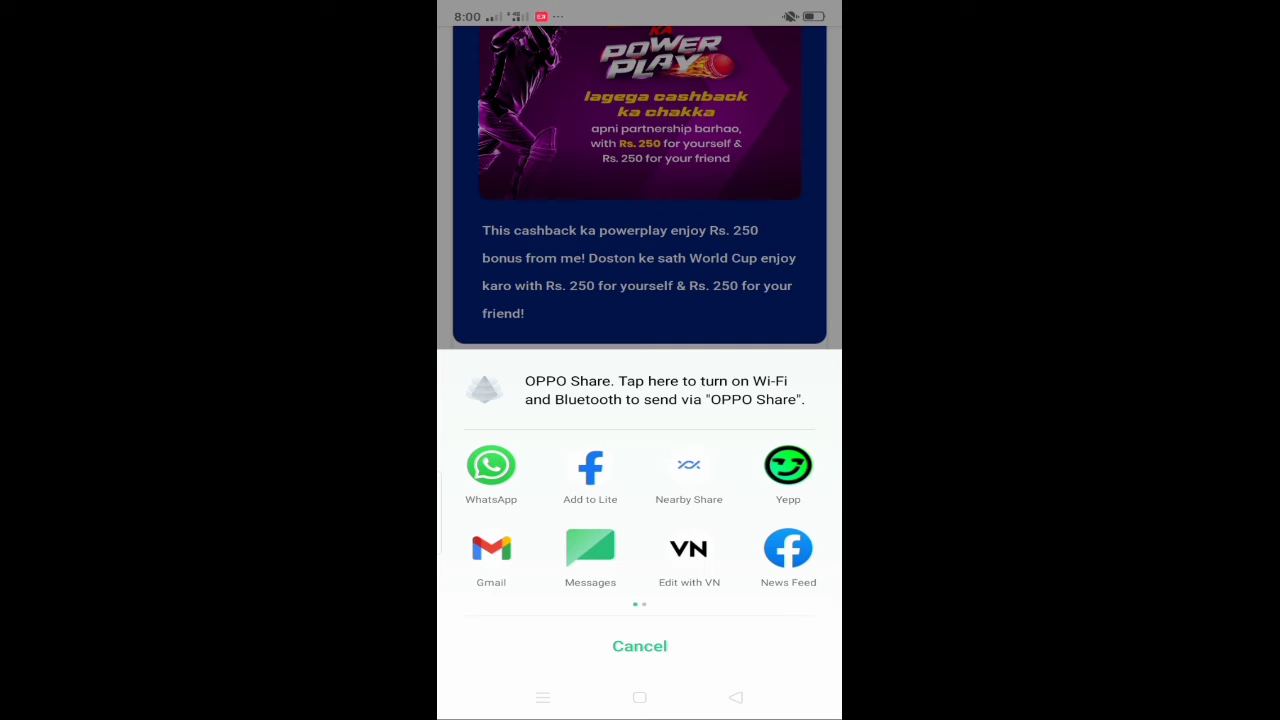 8:00
KA
POWER
PLAY
lagega cashback
ka chakka
apni partnership barhao,
with Rs. 250 for yourself &
Rs. 250 for your friend
This cashback ka powerplay enjoy Rs. 250
bonus from me! Doston ke sath World Cup enjoy
karo with Rs. 250 for yourself & Rs. 250 for your
friend!
OPPO Share. Tap here to turn on Wi-Fi
and Bluetooth to send via "OPPO Share".
WhatsApp Add to Lite Nearby Share Yepp
VN
Gmail Messages Edit with VN News Feed
Cancel